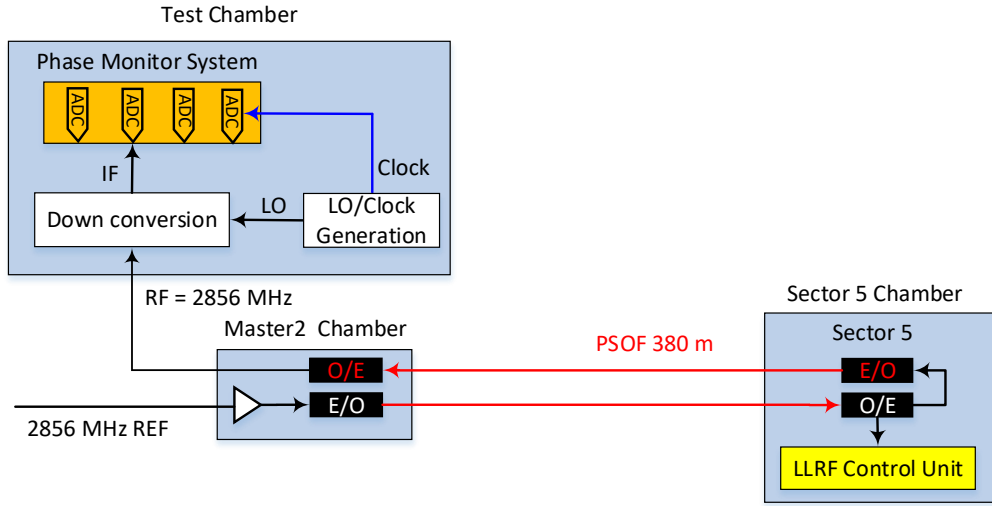 Test Chamber
Phase Monitor System
ADC
ADC
ADC
ADC
IF
Clock
Down conversion
LO
LO/Clock
Generation
RF = 2856 MHz
Master2 Chamber
O/E
E/O
2856 MHz REF
PSOF 380 m
Sector 5 Chamber
Sector 5
E/O
O/E
LLRF Control Unit